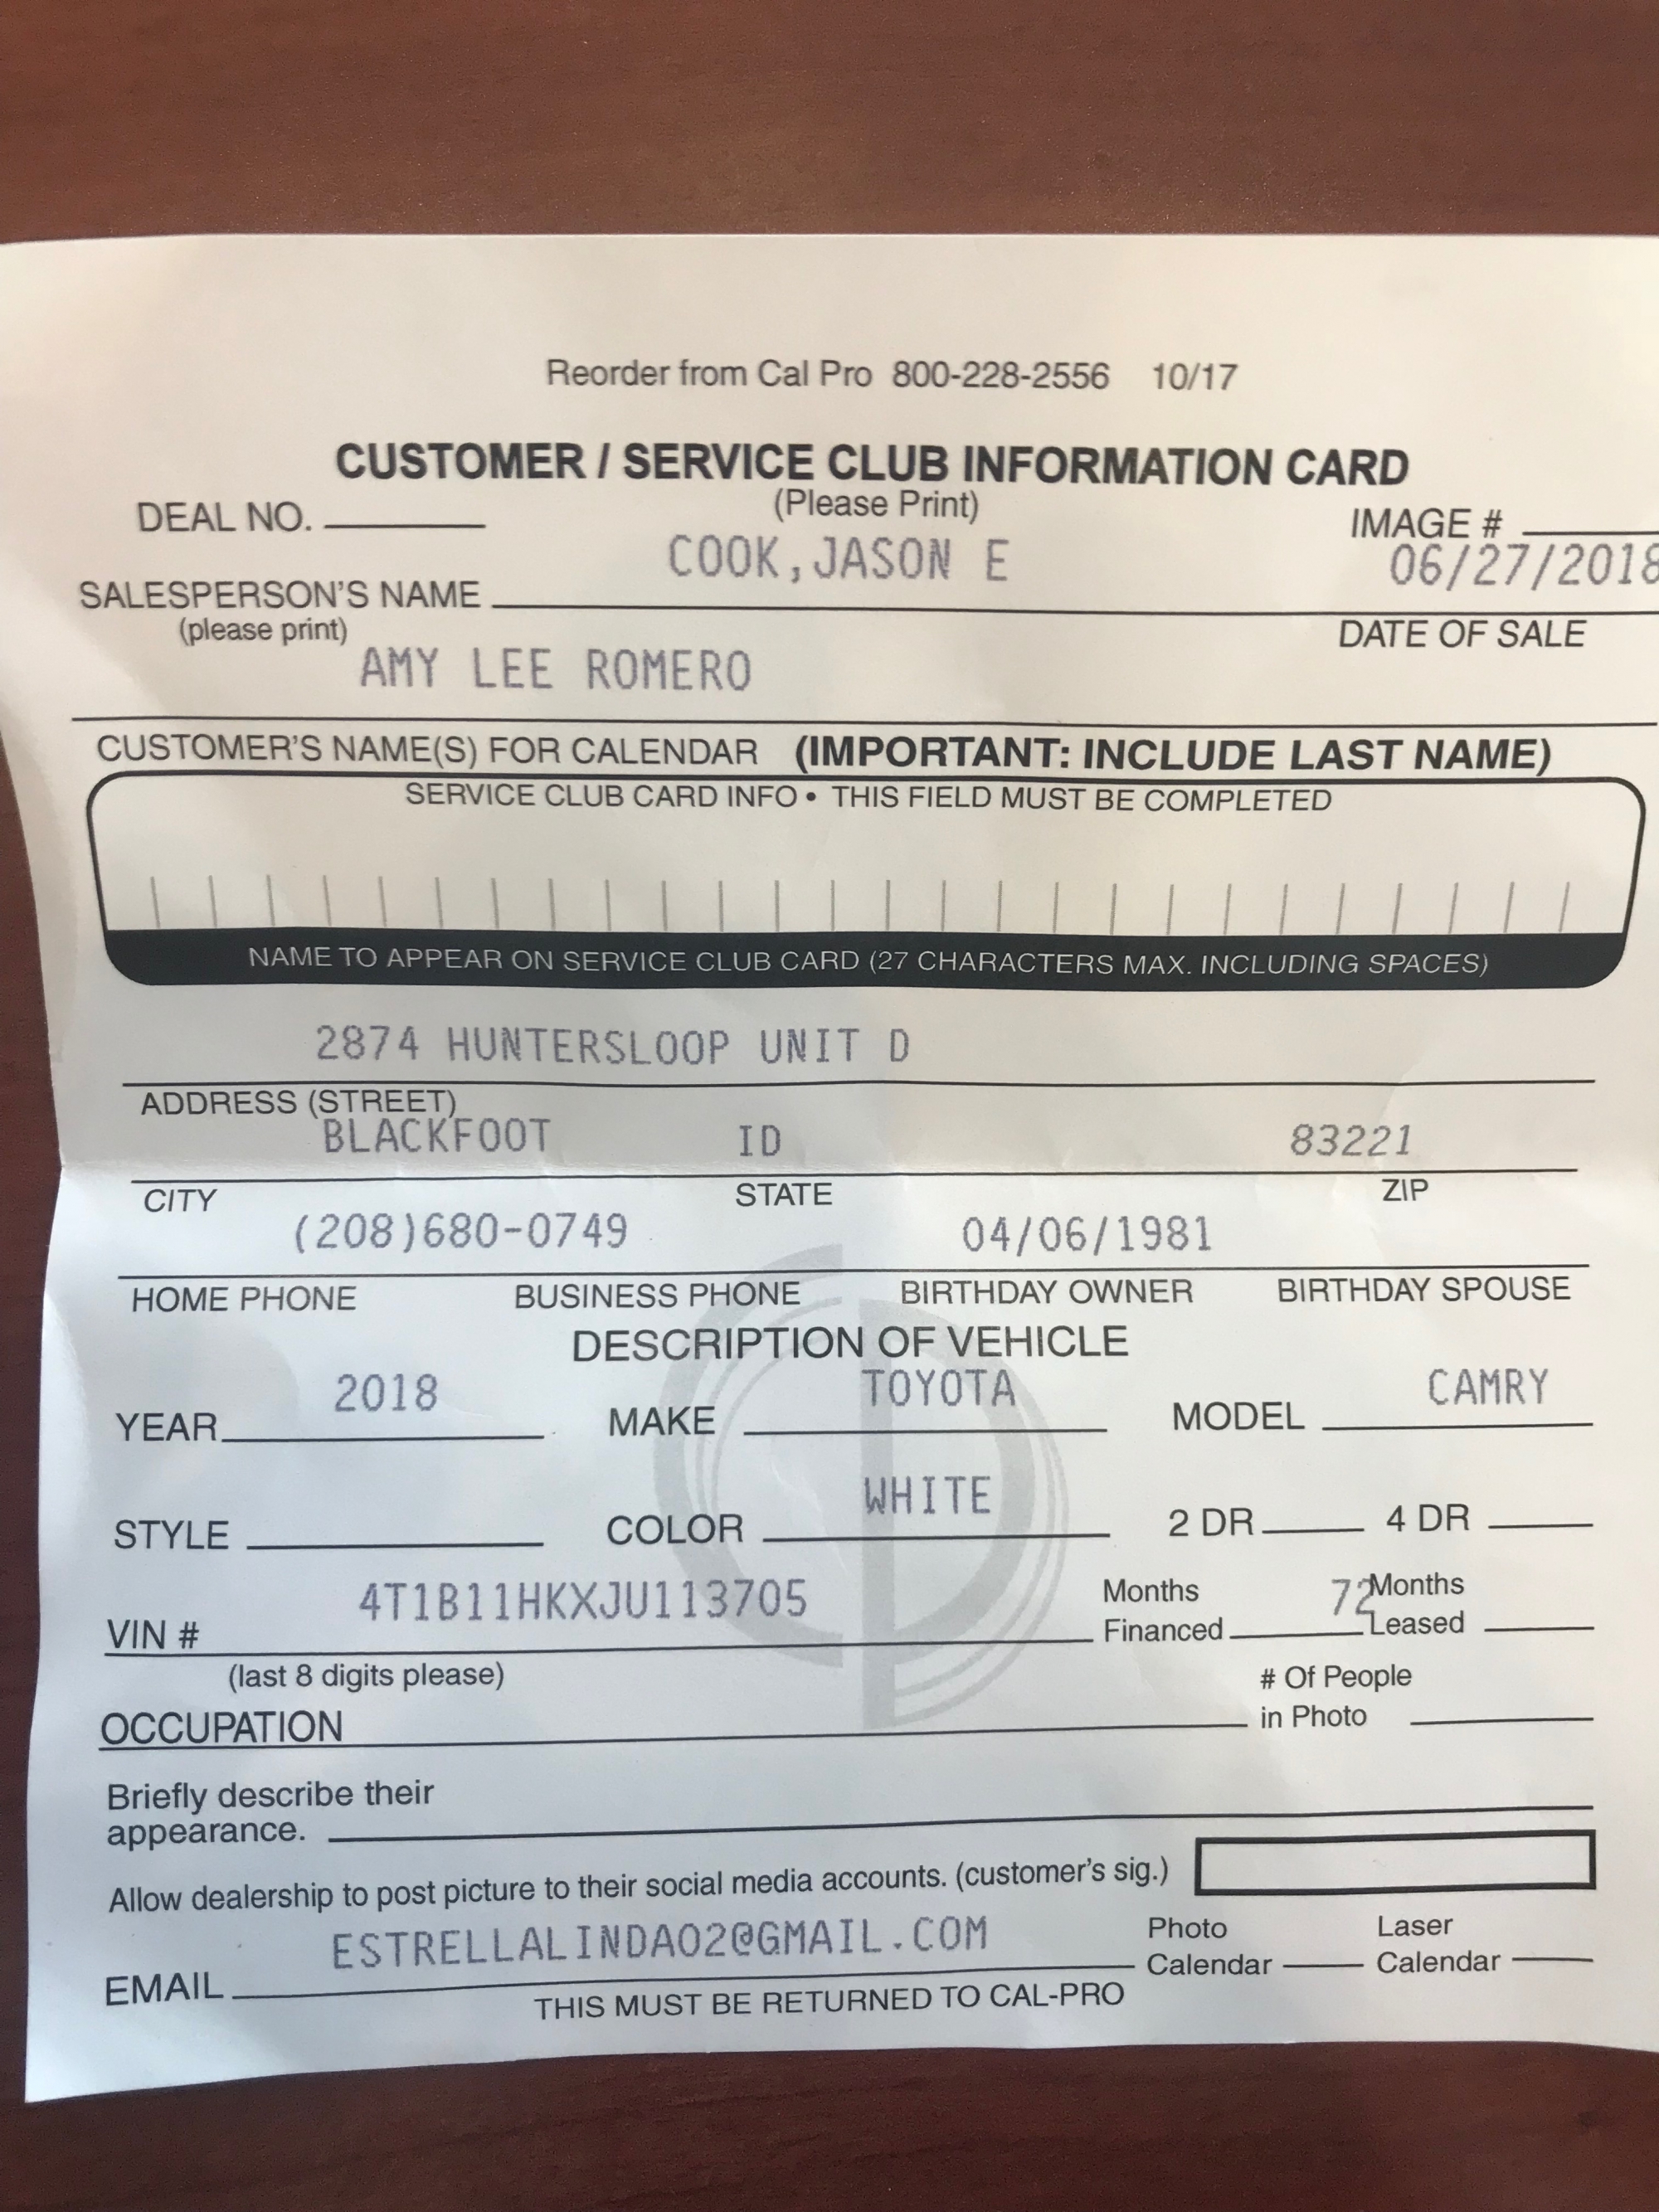 Reorder from Cal Pro 800-228-2556 10/17
CUSTOMER / SERVICE CLUB INFORMATION CARD
(Please Print)
DEAL NO.
IMAGE #
COOK,JASON E
06/27/2018
SALESPERSON'S NAME
(please print)
DATE OF SALE
AMY LEE ROMERO
CUSTOMER'S NAME(S) FOR CALENDAR (IMPORTANT: INCLUDE LAST NAME)
SERVICE CLUB CARD INFO • THIS FIELD MUST BE COMPLETED
NAME TO APPEAR ON SERVICE CLUB CARD (27 CHARACTERS MAX. INCLUDING SPACES)
2874 HUNTERSLOOP UNIT D
ADDRESS (STREET)
BLACKFOOT ID 83221
CITY STATE ZIP
(208)680-0749 04/06/1981
HOME PHONE BUSINESS PHONE BIRTHDAY OWNER BIRTHDAY SPOUSE
DESCRIPTION OF VEHICLE
2018 TOYOTA CAMRY
YEAR MAKE MODEL
WHITE
STYLE COLOR 2 DR 4 DR
4T1B11HKXJU113705
VIN #
Months Financed 72
Months Leased
(last 8 digits please)
OCCUPATION
# Of People
in Photo
Briefly describe their
appearance.
Allow dealership to post picture to their social media accounts. (customer's sig.)
ESTRELLALINDA02@GMAIL.COM
EMAIL
Photo
Calendar
Laser
Calendar
THIS MUST BE RETURNED TO CAL-PRO